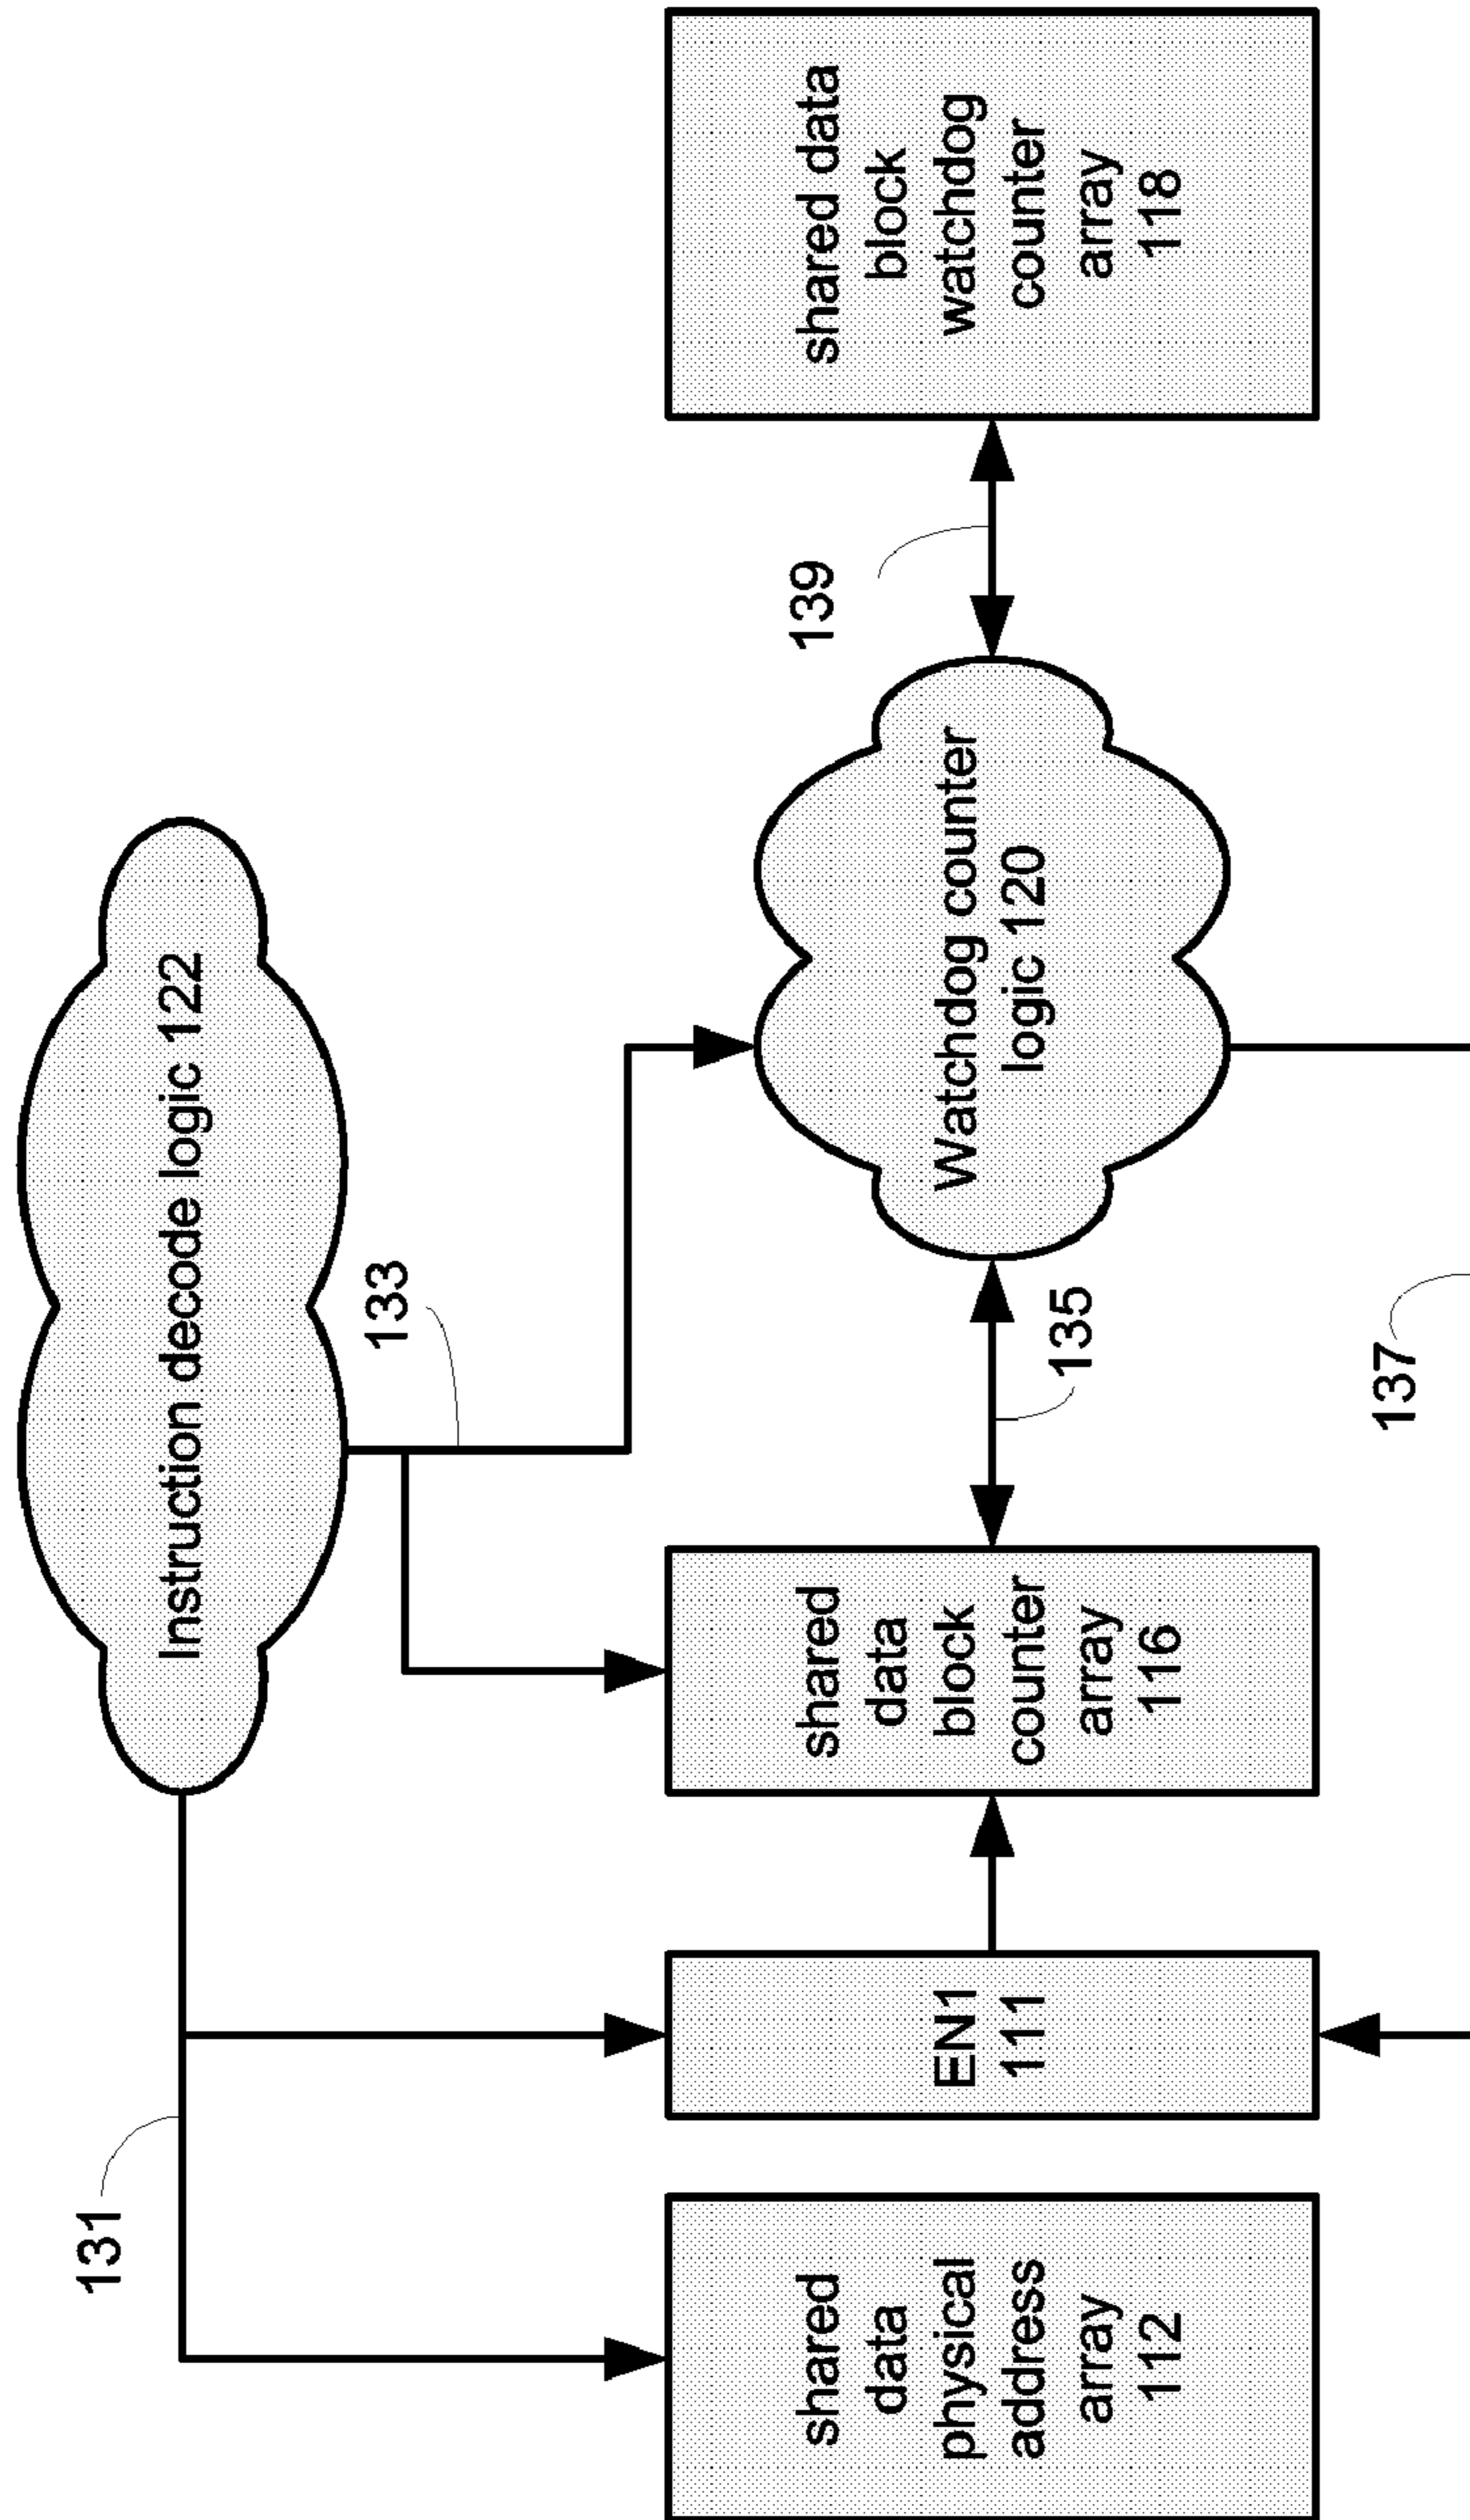 Instruction decode logic 122
131
133
shared
data
physical
address
array
112
EN1
111
shared
data
block
counter
array
116
135
Watchdog counter
logic 120
139
shared data
block
watchdog
counter
array
118
137